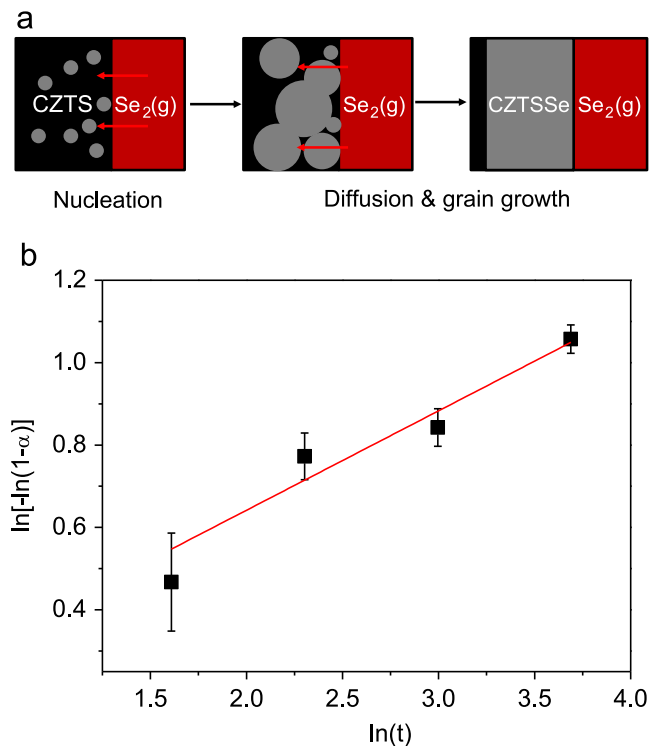 a
CZTS Se₂(g) Se₂(g) CZTSSe Se₂(g)
Nucleation Diffusion & grain growth
b
1.2
1.0
0.8
0.6
0.4
ln[-ln(1-α)]
1.5 2.0 2.5 3.0 3.5 4.0
ln(t)